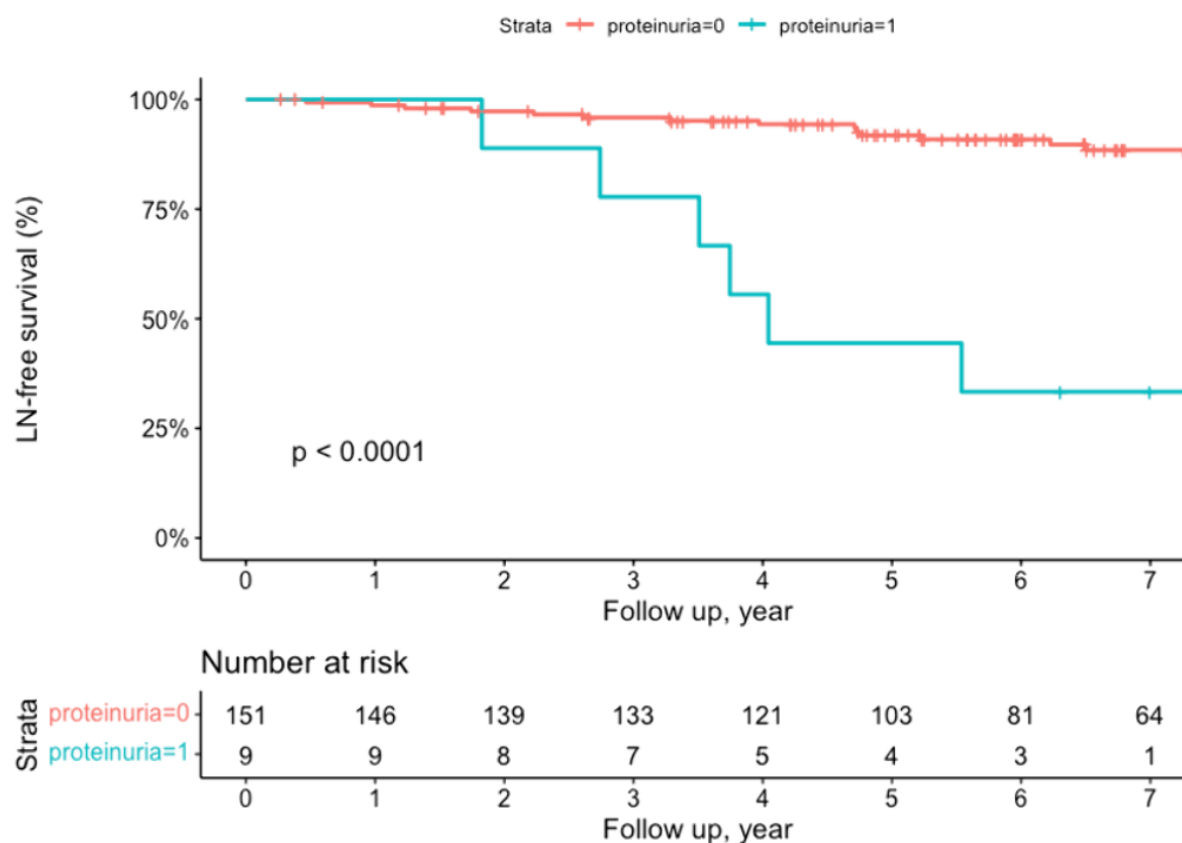 Strata proteinuria=0 proteinuria=1
LN-free survival (%)
100%
75%
50%
25%
0%
p < 0.0001
0 1 2 3 4 5 6 7
Follow up, year
Number at risk
Strata
proteinuria=0 151 146 139 133 121 103 81 64
proteinuria=1 9 9 8 7 5 4 3 1
0 1 2 3 4 5 6 7
Follow up, year